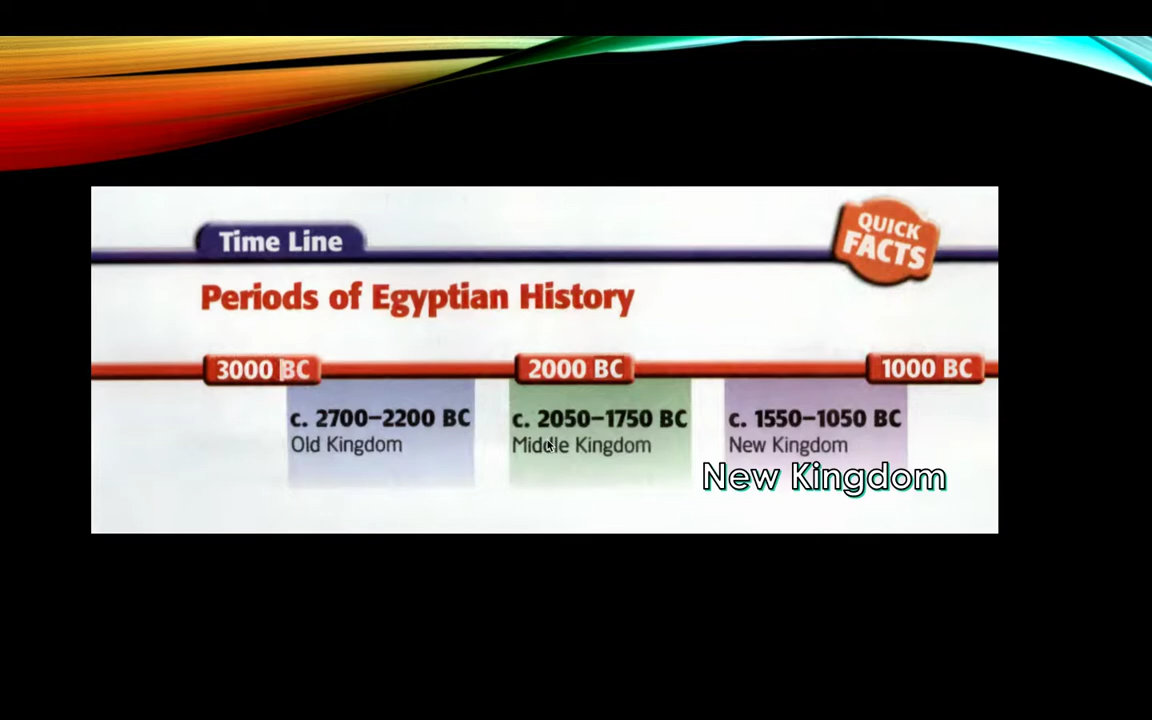 Time Line
QUICK
FACTS
Periods of Egyptian History
3000 BC
2000 BC
1000 BC
c. 2700–2200 BC
Old Kingdom
c. 2050–1750 BC
Middle Kingdom
c. 1550–1050 BC
New Kingdom
New Kingdom